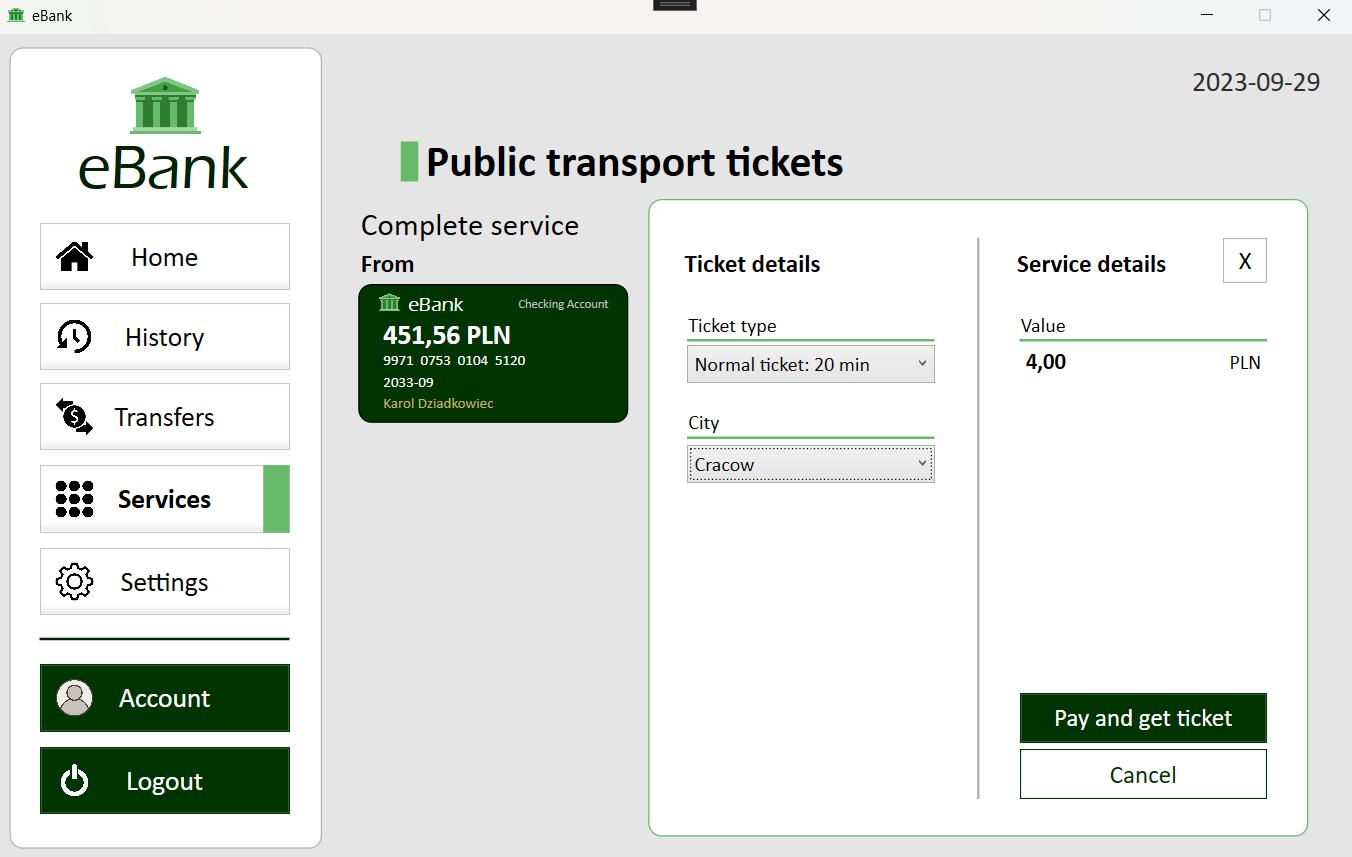 eBank
2023-09-29
eBank
Home
History
Transfers
Services
Settings
Account
Logout
Public transport tickets
Complete service
From
eBank Checking Account
451,56 PLN
9971 0753 0104 5120
2033-09
Karol Dziadkowiec
Ticket details
Ticket type
Normal ticket: 20 min
City
Cracow
Service details
X
Value
4,00 PLN
Pay and get ticket
Cancel